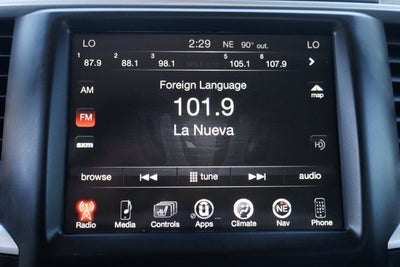 LO 2:29 NE 90° out. LO
1 87.9 2 88.1 3 98.1 5 105.1 6 107.9
AM
Foreign Language
map
FM
101.9
La Nueva
sxm
HD
browse tune audio
Radio Media Controls Apps Climate Nav Phone
NE